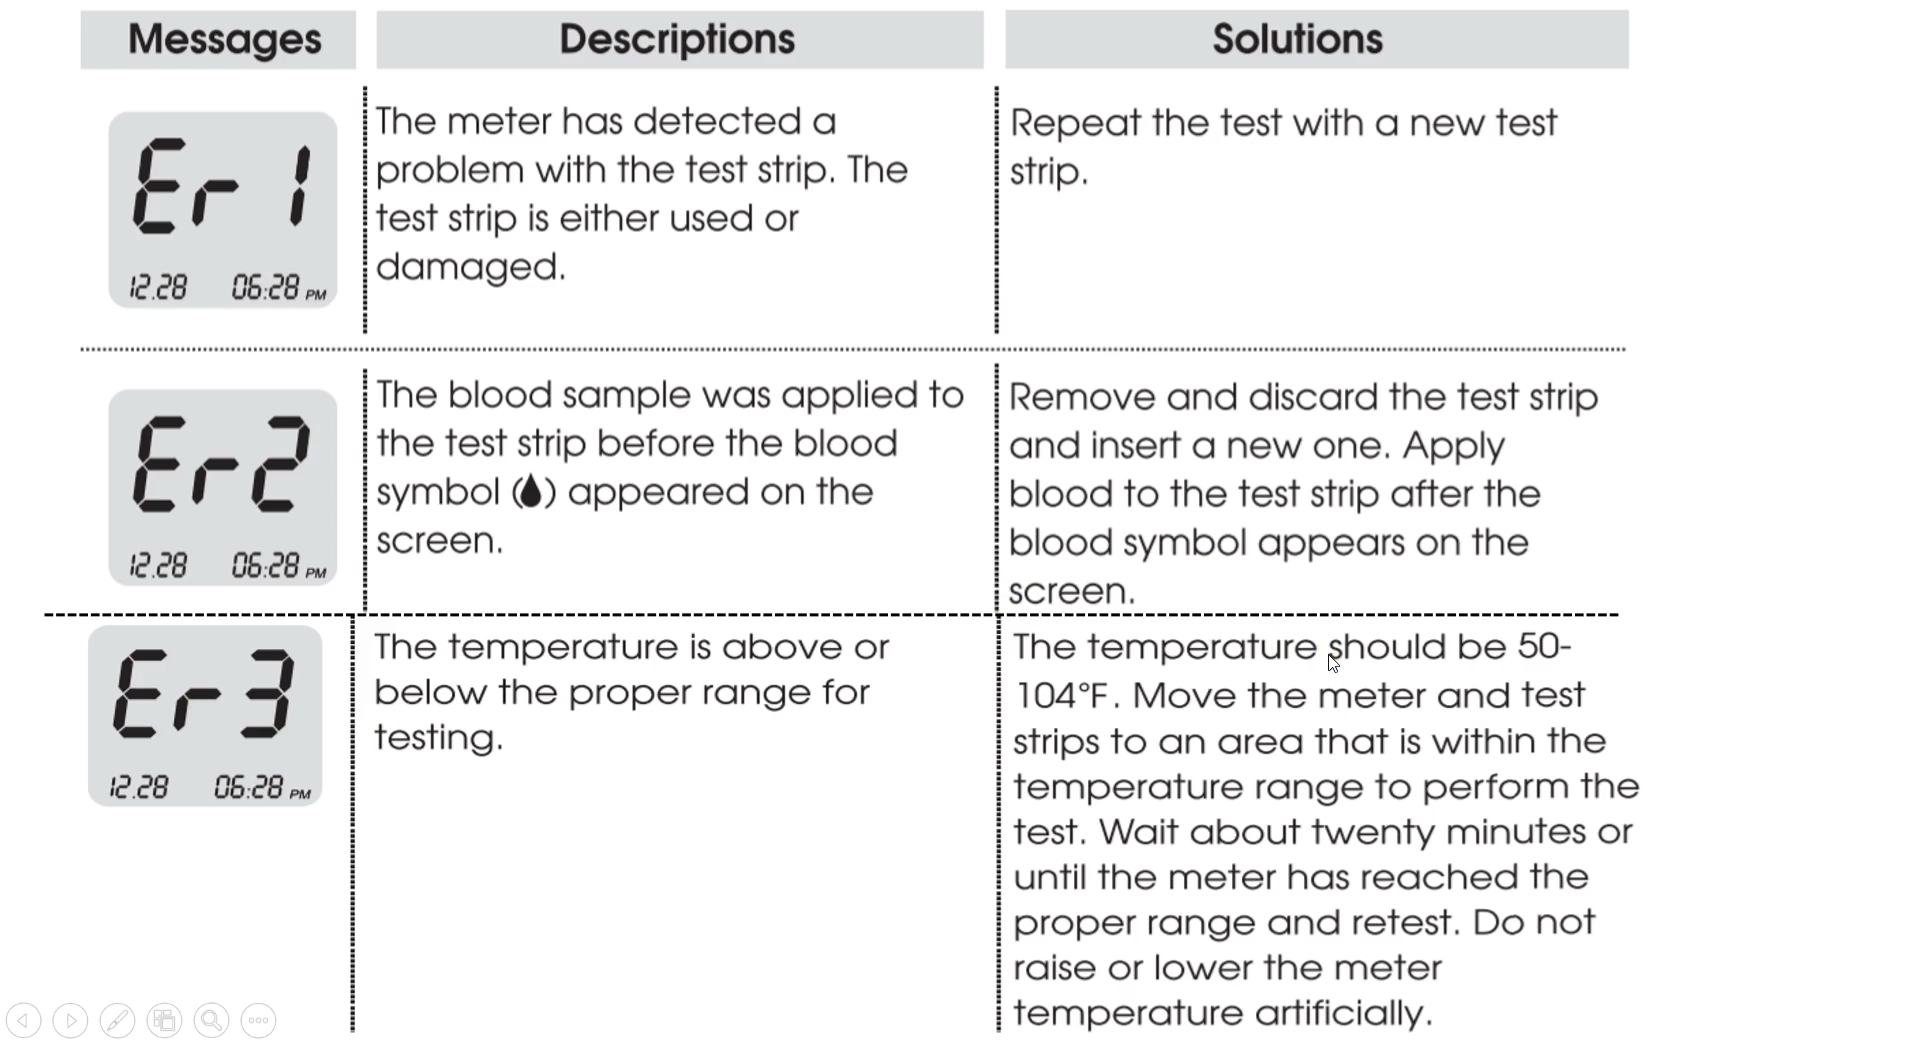 Messages
Descriptions
Solutions
Er 1
12.28 06:28 PM
The meter has detected a
problem with the test strip. The
test strip is either used or
damaged.
Repeat the test with a new test
strip.
Er2
12.28 06:28 PM
The blood sample was applied to
the test strip before the blood
symbol (🌢) appeared on the
screen.
Remove and discard the test strip
and insert a new one. Apply
blood to the test strip after the
blood symbol appears on the
screen.
Er3
12.28 06:28 PM
The temperature is above or
below the proper range for
testing.
The temperature should be 50-
104°F. Move the meter and test
strips to an area that is within the
temperature range to perform the
test. Wait about twenty minutes or
until the meter has reached the
proper range and retest. Do not
raise or lower the meter
temperature artificially.